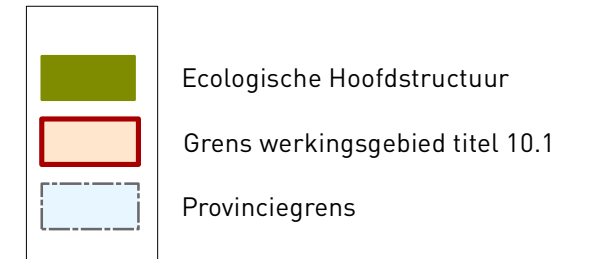 Ecologische Hoofdstructuur
Grens werkingsgebied titel 10.1
Provinciegrens